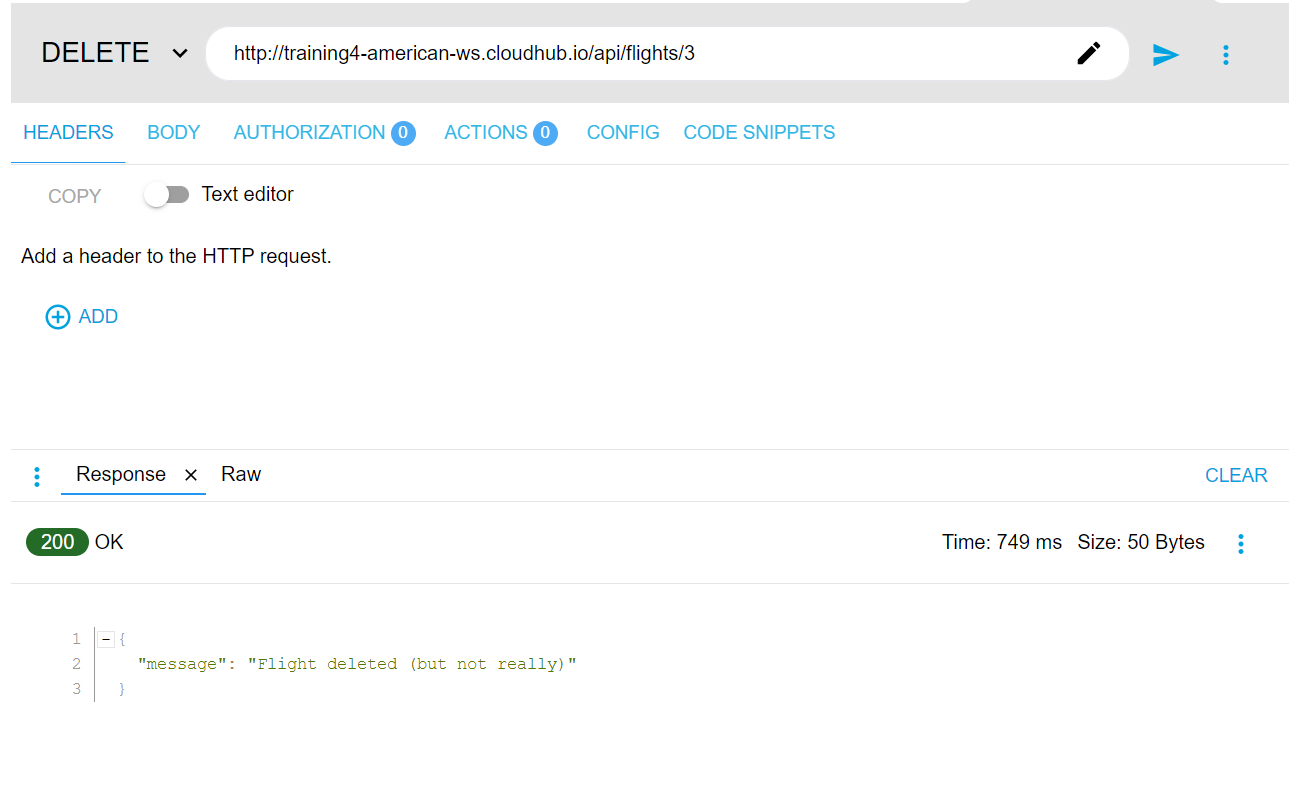 DELETE http://training4-american-ws.cloudhub.io/api/flights/3
HEADERS BODY AUTHORIZATION 0 ACTIONS 0 CONFIG CODE SNIPPETS
COPY Text editor
Add a header to the HTTP request.
ADD
Response × Raw CLEAR
200 OK Time: 749 ms Size: 50 Bytes
1 {
2 "message": "Flight deleted (but not really)"
3 }